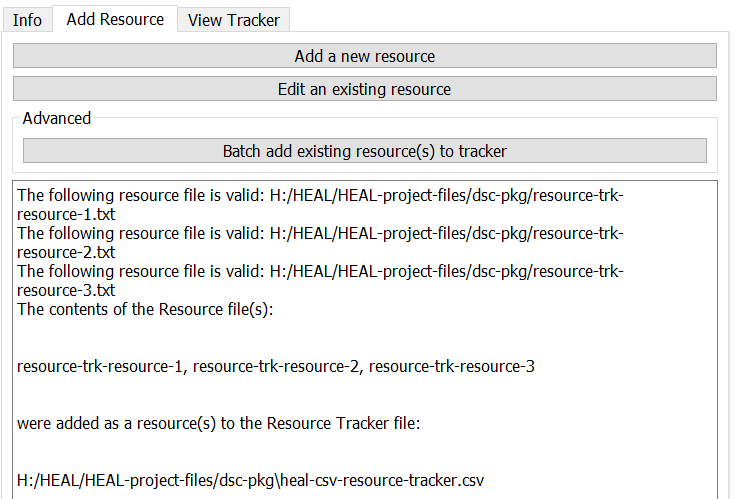 Info Add Resource View Tracker
Add a new resource
Edit an existing resource
Advanced
Batch add existing resource(s) to tracker
The following resource file is valid: H:/HEAL/HEAL-project-files/dsc-pkg/resource-trk-
resource-1.txt
The following resource file is valid: H:/HEAL/HEAL-project-files/dsc-pkg/resource-trk-
resource-2.txt
The following resource file is valid: H:/HEAL/HEAL-project-files/dsc-pkg/resource-trk-
resource-3.txt
The contents of the Resource file(s):
resource-trk-resource-1, resource-trk-resource-2, resource-trk-resource-3
were added as a resource(s) to the Resource Tracker file:
H:/HEAL/HEAL-project-files/dsc-pkg\heal-csv-resource-tracker.csv